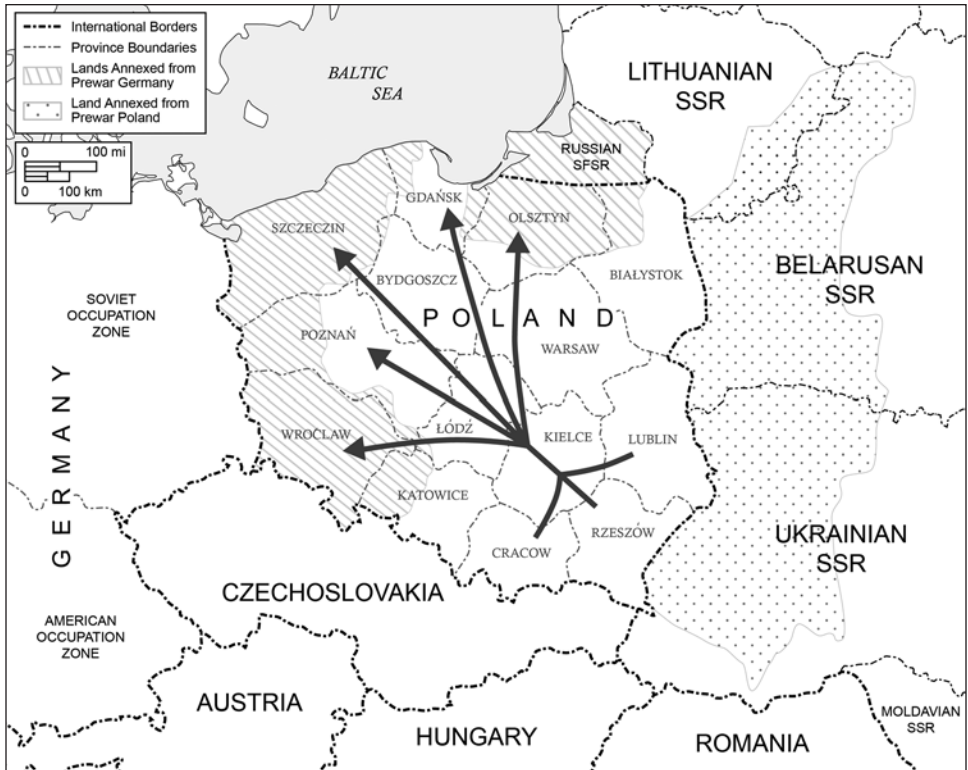 International Borders
Province Boundaries
Lands Annexed from
Prewar Germany
Land Annexed from
Prewar Poland
0 100 mi
0 100 km
BALTIC
SEA
LITHUANIAN
SSR
RUSSIAN
SFSR
GDAŃSK
OLSZTYN
SZCZECZIN
BIAŁYSTOK
BYDGOSZCZ
BELARUSAN
SSR
SOVIET
OCCUPATION
ZONE
POLAND
POZNAŃ
WARSAW
GERMANY
ŁÓDŹ
WROCŁAW
KIELCE
LUBLIN
KATOWICE
RZESZÓW
CRACOW
UKRAINIAN
SSR
CZECHOSLOVAKIA
AMERICAN
OCCUPATION
ZONE
AUSTRIA
HUNGARY
ROMANIA
MOLDAVIAN
SSR